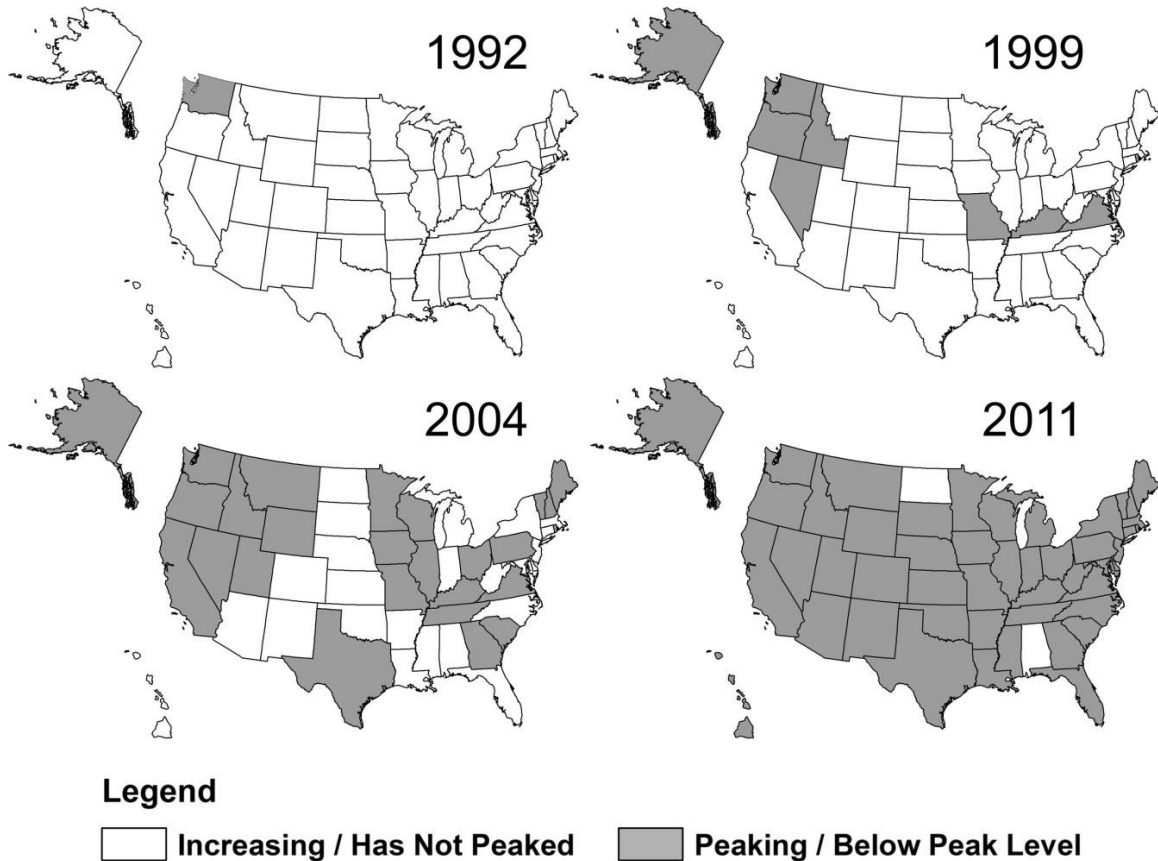 1992
1999
2004
2011
Legend
Increasing / Has Not Peaked
Peaking / Below Peak Level